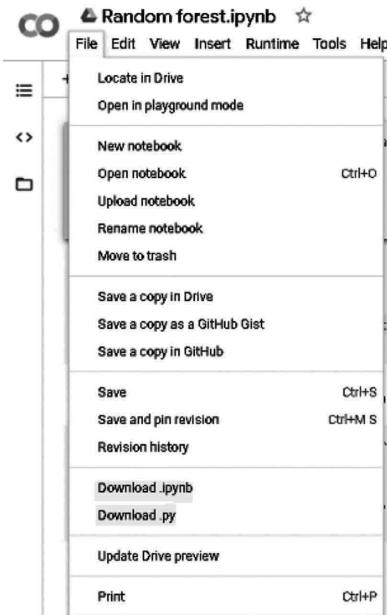 CO Random forest.ipynb
File Edit View Insert Runtime Tools Help
Locate in Drive
Open in playground mode
New notebook
Open notebook Ctrl+O
Upload notebook
Rename notebook
Move to trash
Save a copy in Drive
Save a copy as a GitHub Gist
Save a copy in GitHub
Save Ctrl+S
Save and pin revision Ctrl+M S
Revision history
Download .ipynb
Download .py
Update Drive preview
Print Ctrl+P